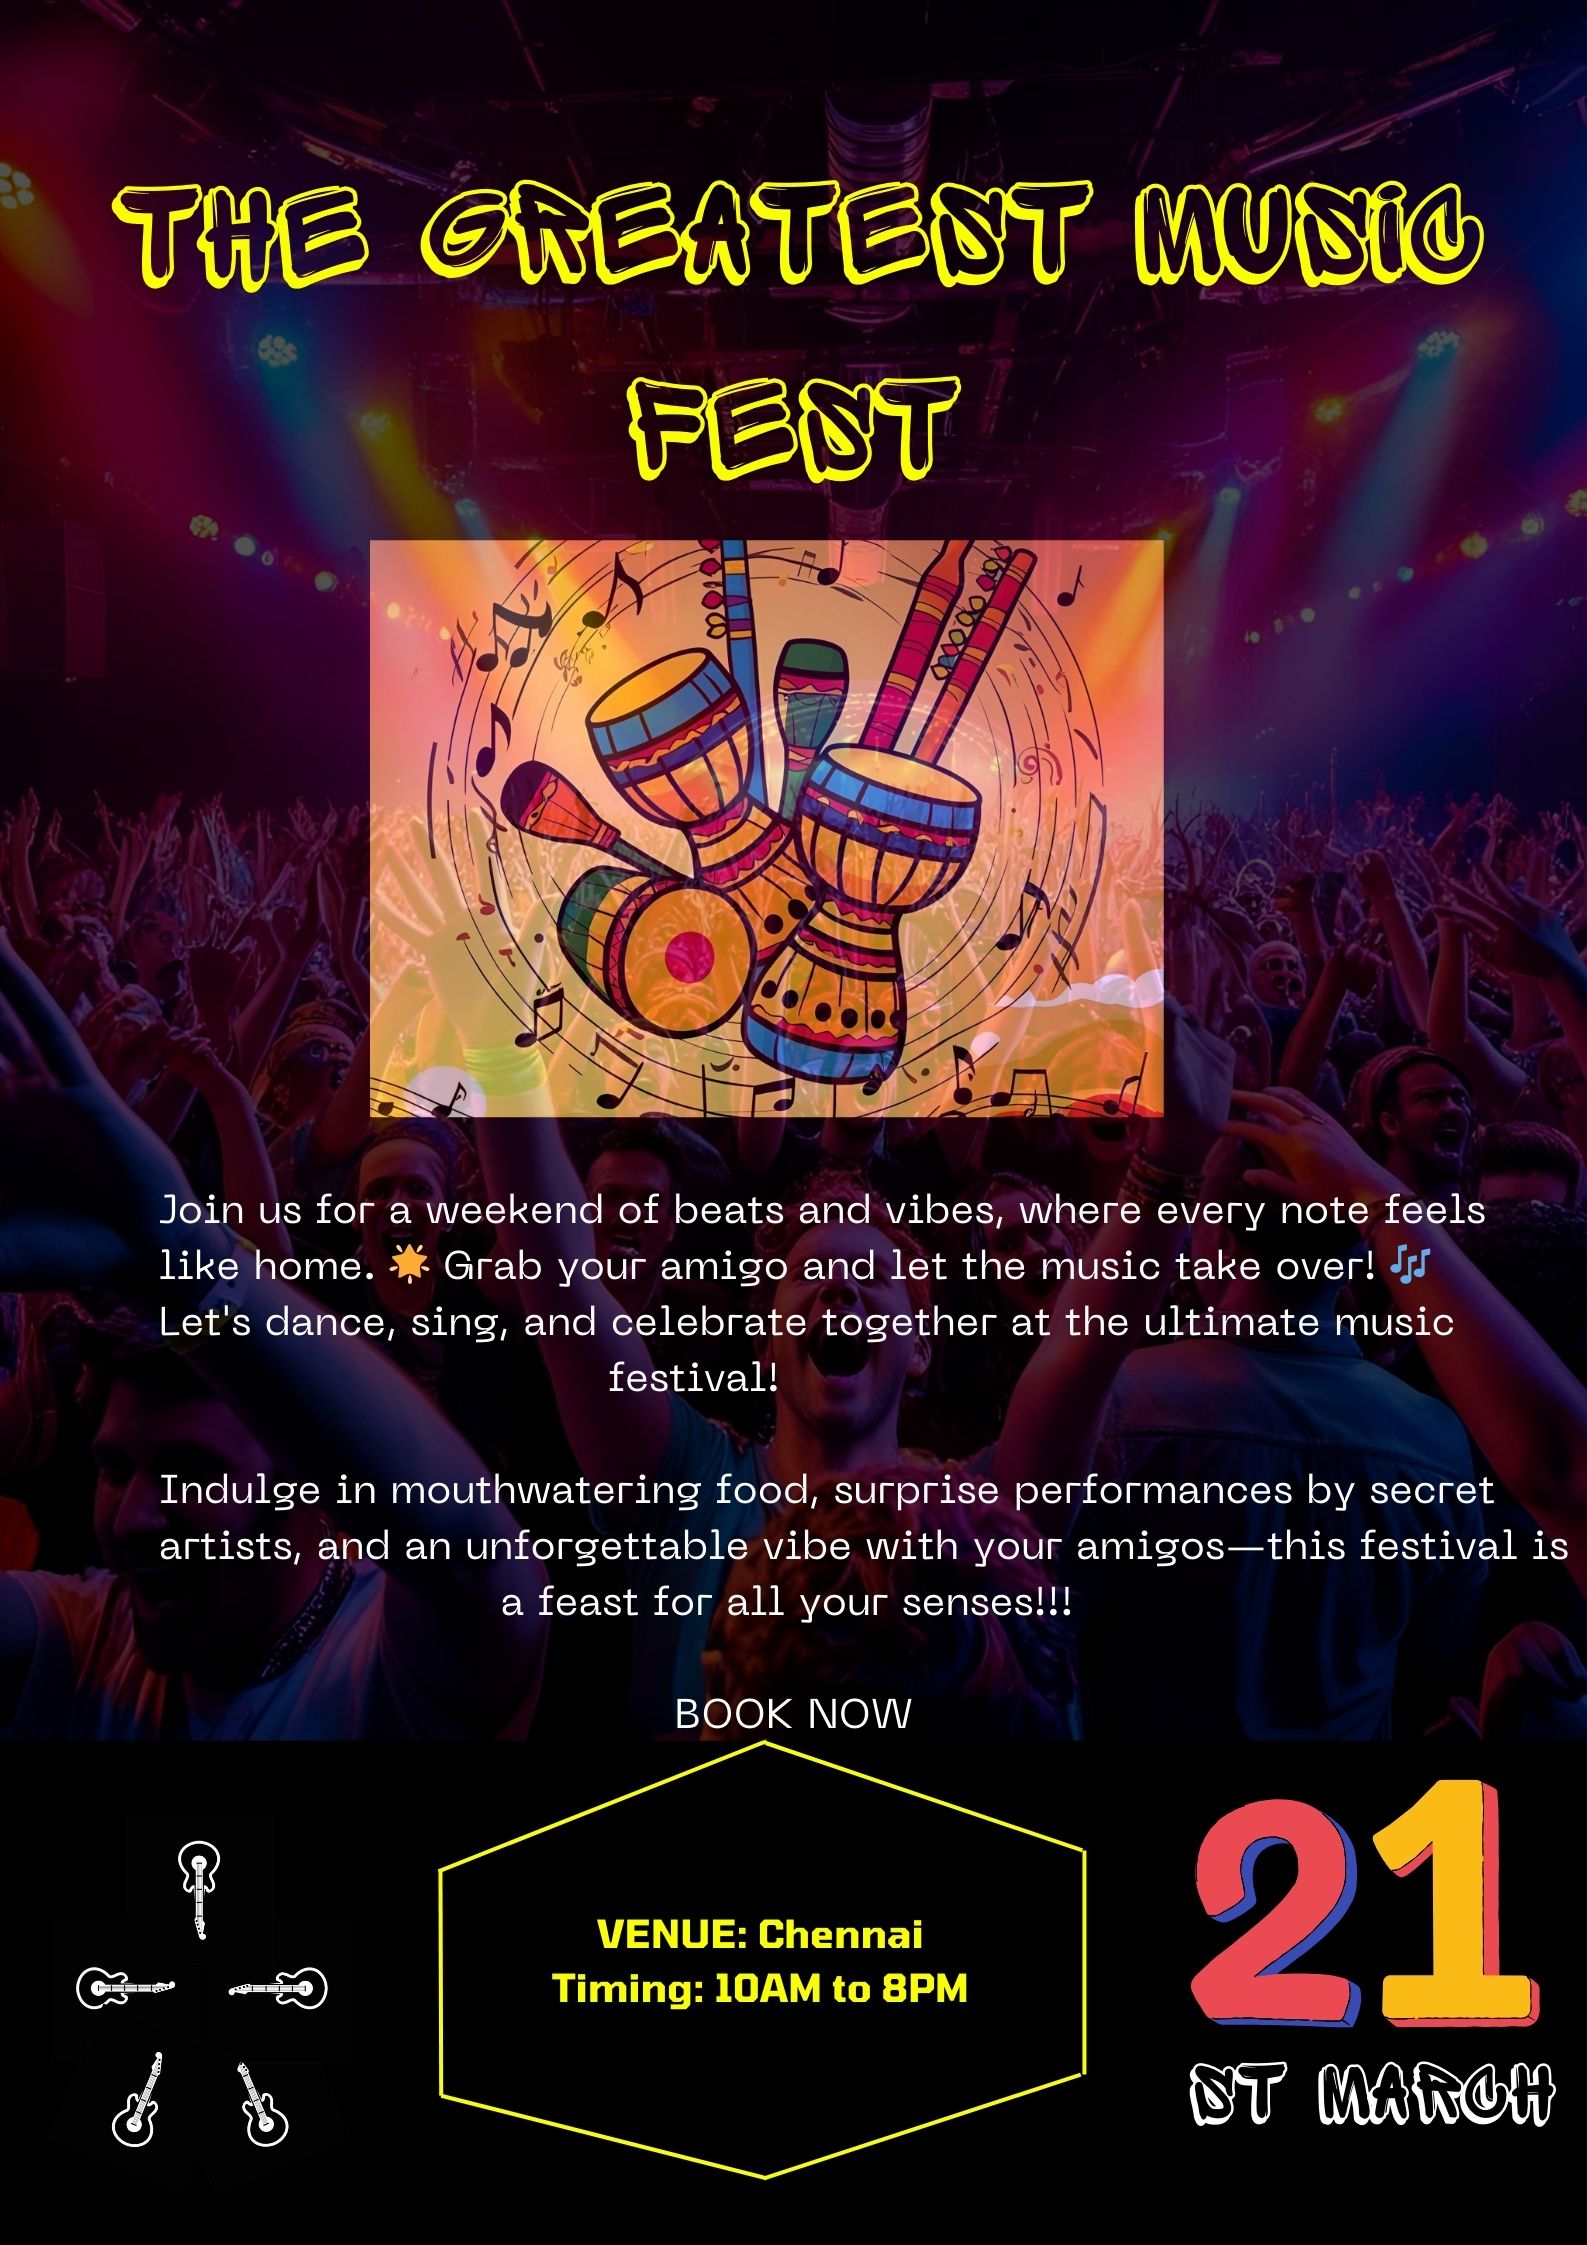 THE GREATEST MUSIC
FEST
Join us for a weekend of beats and vibes, where every note feels
like home. 🌟 Grab your amigo and let the music take over! 🎶
Let's dance, sing, and celebrate together at the ultimate music
festival!
Indulge in mouthwatering food, surprise performances by secret
artists, and an unforgettable vibe with your amigos—this festival is
a feast for all your senses!!!
BOOK NOW
VENUE: Chennai
Timing: 10AM to 8PM
21
ST MARCH